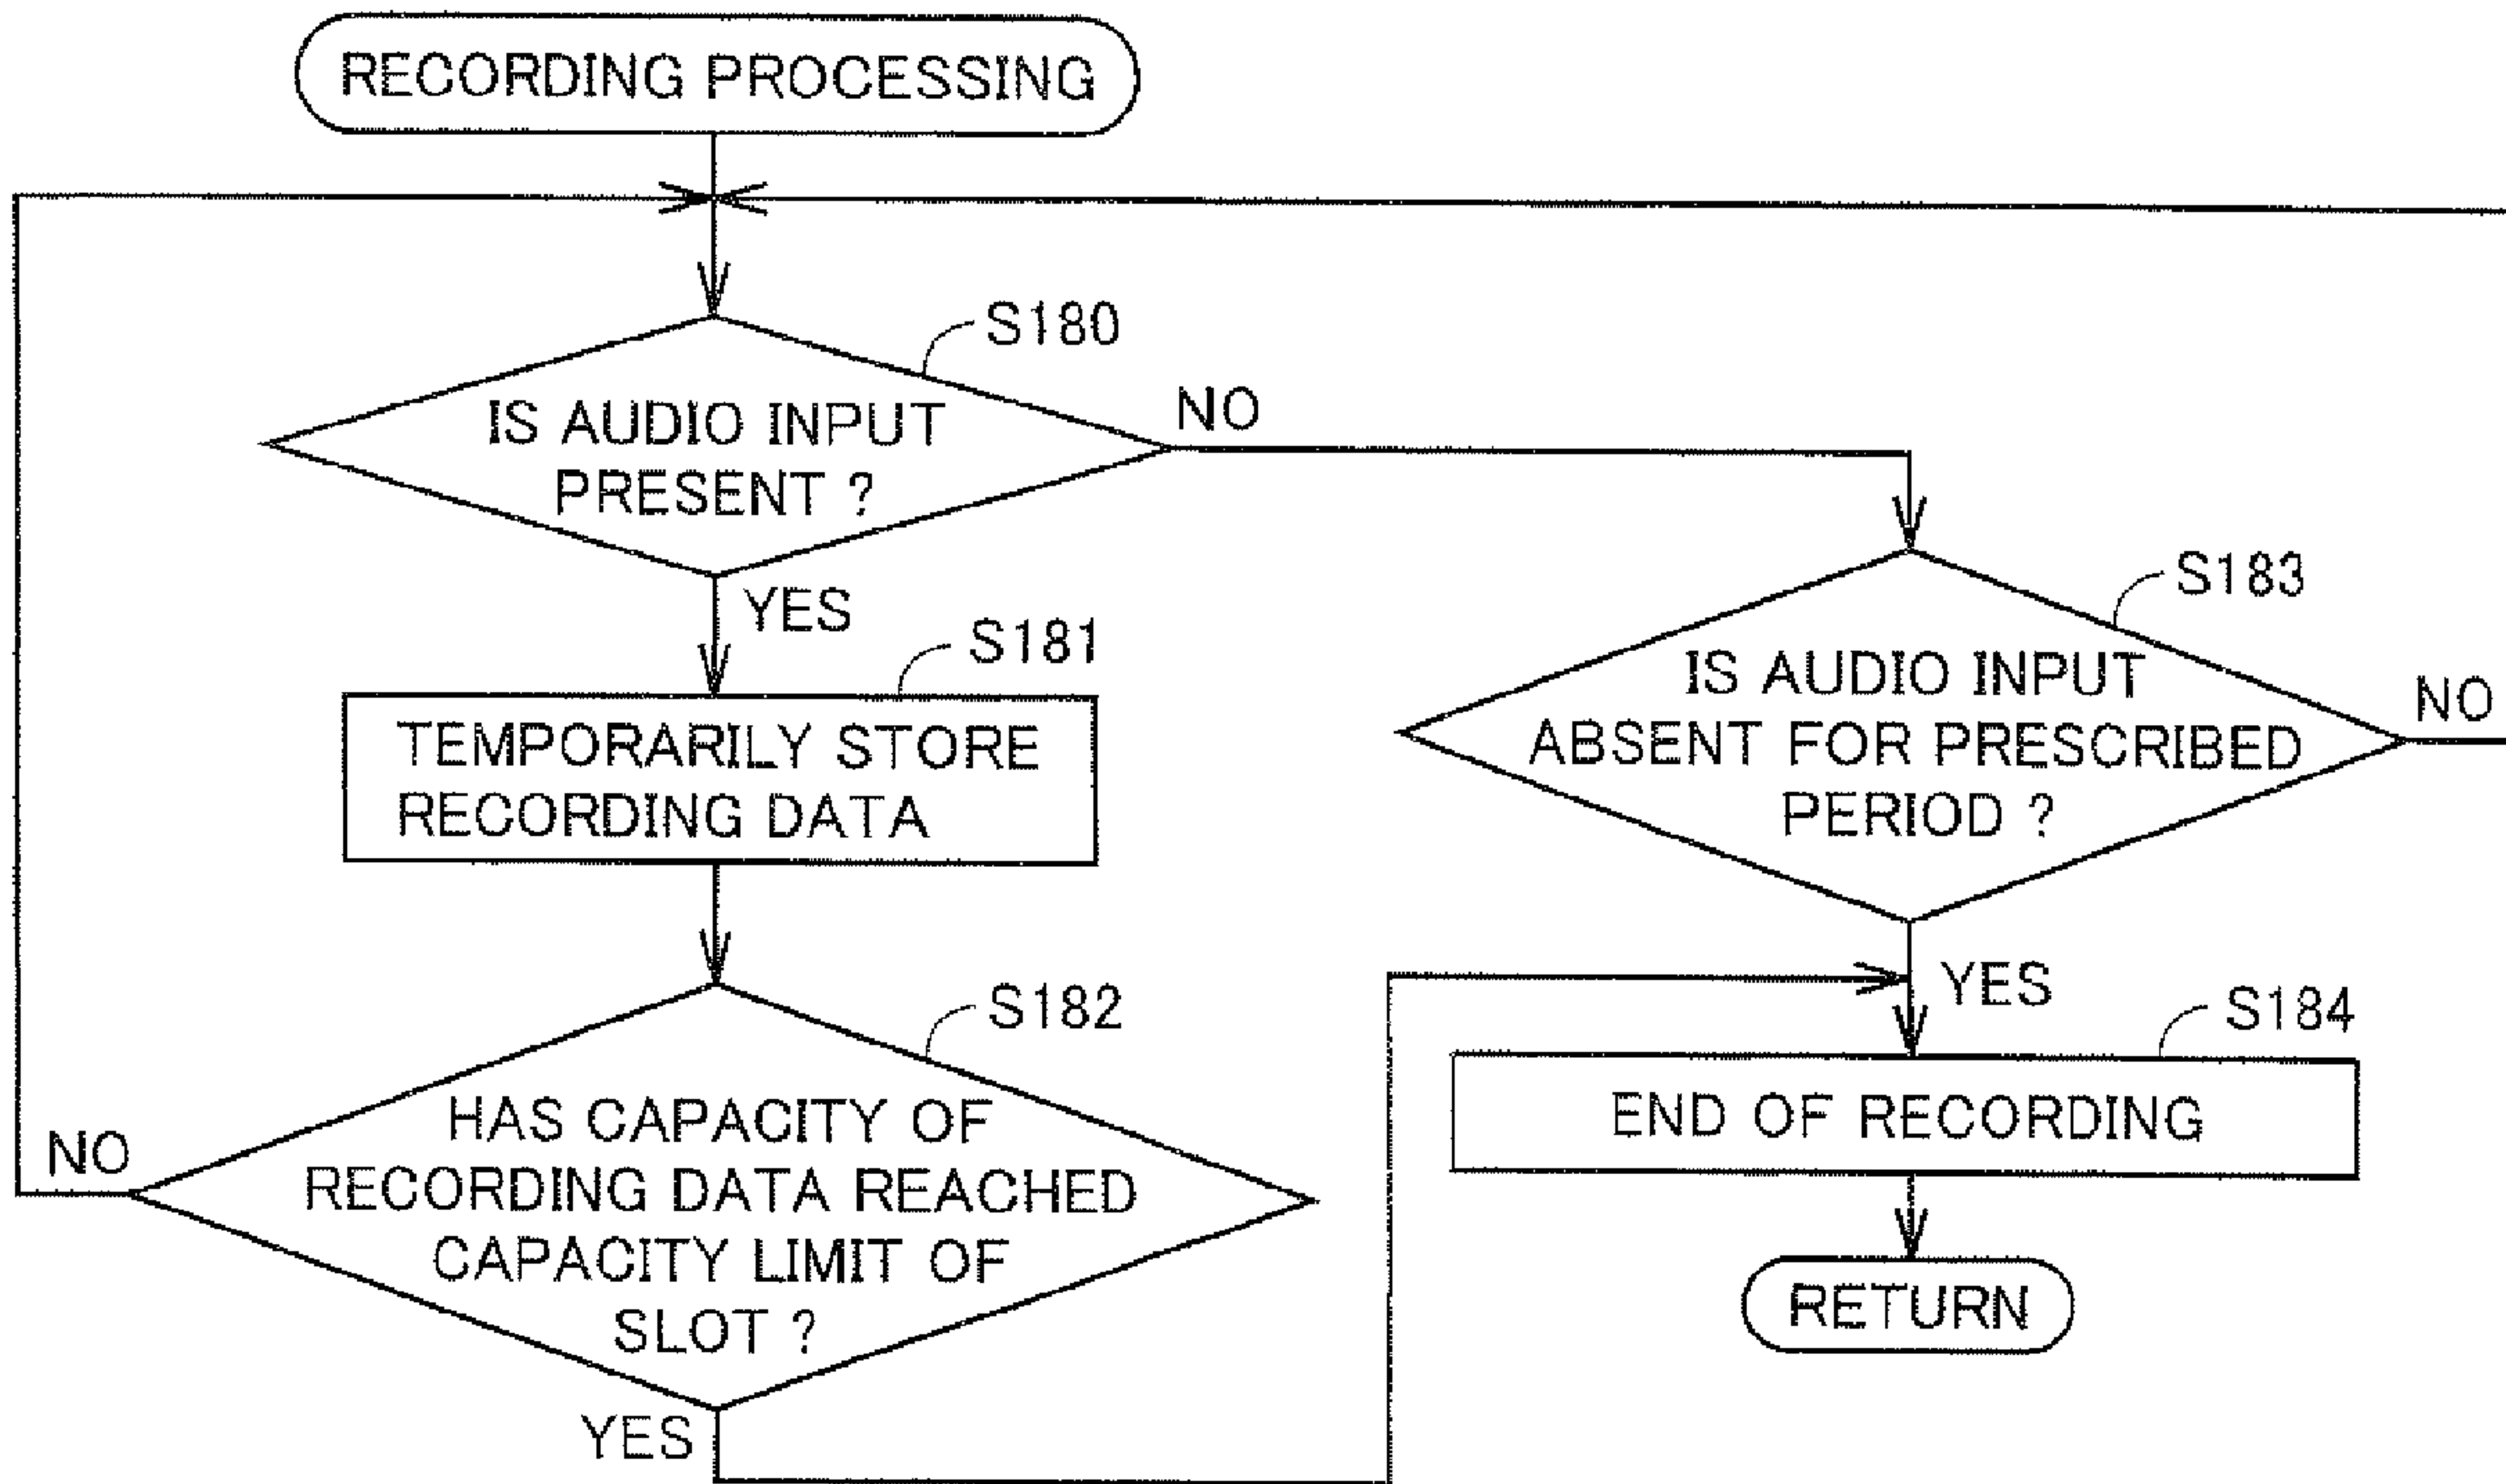 RECORDING PROCESSING
S180
IS AUDIO INPUT
PRESENT ?
NO
YES
S181
TEMPORARILY STORE
RECORDING DATA
S182
HAS CAPACITY OF
RECORDING DATA REACHED
CAPACITY LIMIT OF
SLOT ?
NO
YES
S183
IS AUDIO INPUT
ABSENT FOR PRESCRIBED
PERIOD ?
NO
YES
S184
END OF RECORDING
RETURN